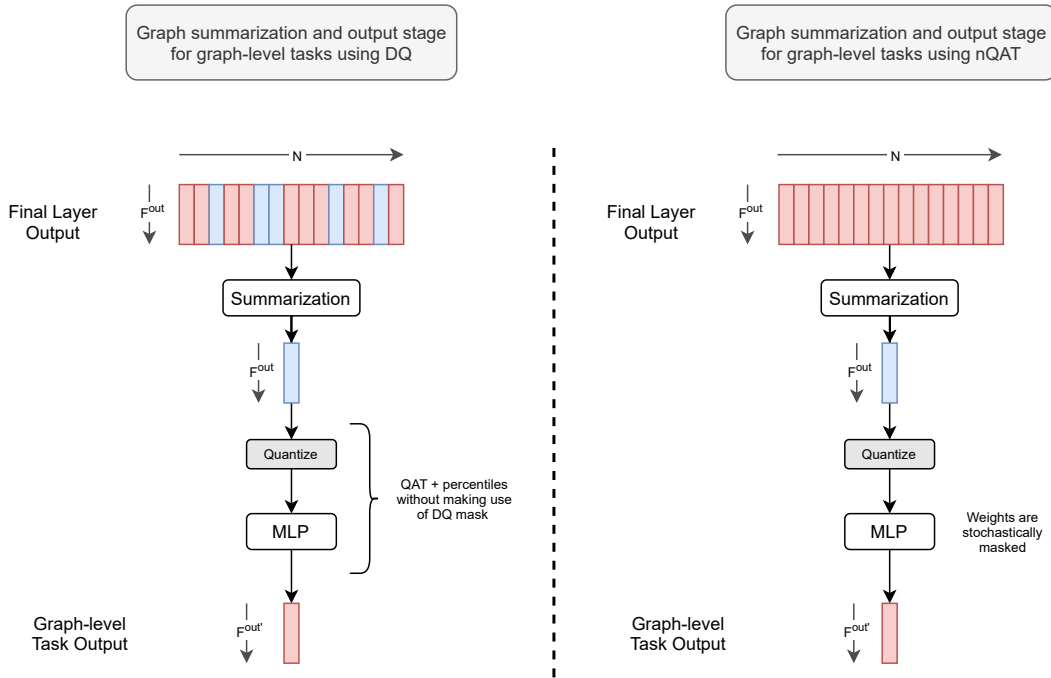 Graph summarization and output stage
for graph-level tasks using DQ
N
F^out
Final Layer
Output
Summarization
F^out
Quantize
QAT + percentiles
without making use
of DQ mask
MLP
Graph-level
Task Output
F^out'
Graph summarization and output stage
for graph-level tasks using nQAT
N
F^out
Final Layer
Output
Summarization
F^out
Quantize
MLP
Weights are
stochastically
masked
Graph-level
Task Output
F^out'